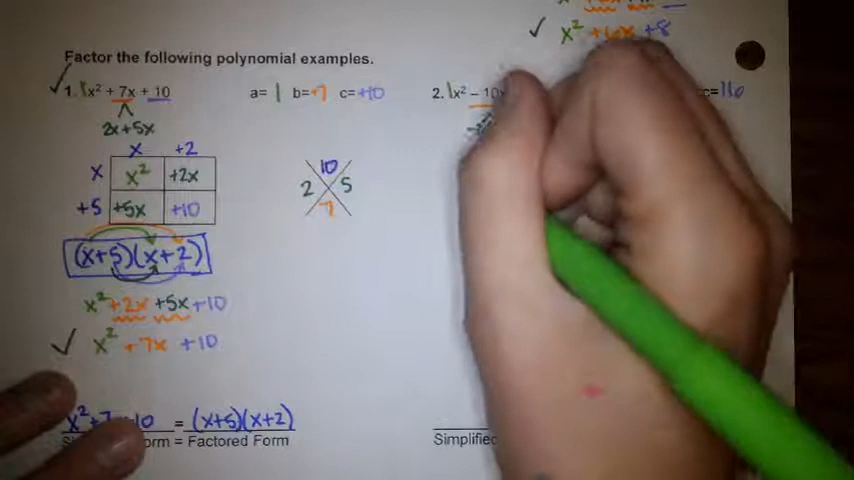 ✓ x² +6x +8
Factor the following polynomial examples.
✓ 1. 1x² + 7x + 10 a= 1 b= +7 c= +10
2x+5x
x +2
x x² +2x
+5 +5x +10
10
2 5
7
(x+5)(x+2)
x² +2x +5x +10
✓ x² +7x +10
= (x+5)(x+2)
orm = Factored Form
2. 1x² – 10 c= 16
Simplified